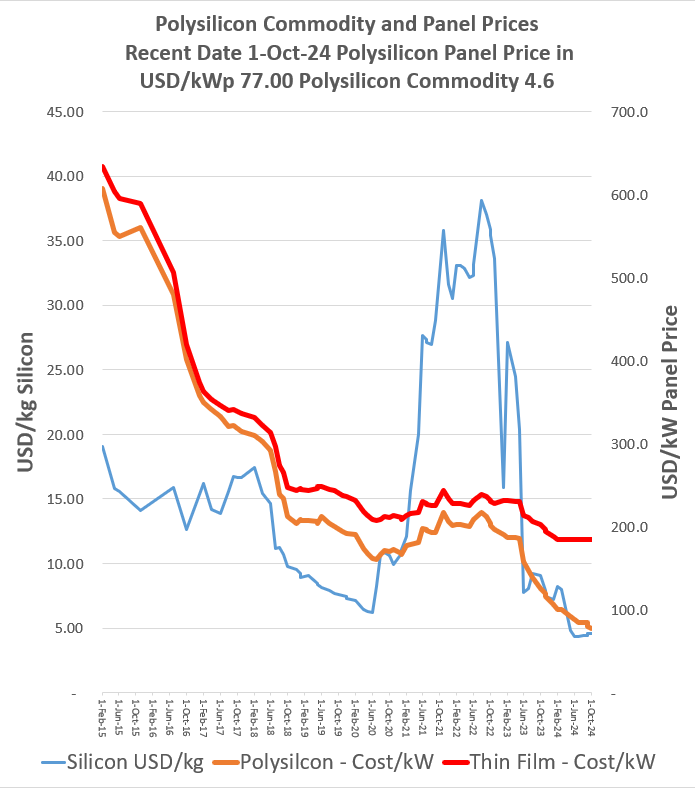 Polysilicon Commodity and Panel Prices
Recent Date 1-Oct-24 Polysilicon Panel Price in
USD/kWp 77.00 Polysilicon Commodity 4.6
45.00
40.00
35.00
30.00
25.00
20.00
15.00
10.00
5.00
-
USD/kg Silicon
700.0
600.0
500.0
400.0
300.0
200.0
100.0
-
USD/kW Panel Price
1-Feb-15
1-Jun-15
1-Oct-15
1-Feb-16
1-Jun-16
1-Oct-16
1-Feb-17
1-Jun-17
1-Oct-17
1-Feb-18
1-Jun-18
1-Oct-18
1-Feb-19
1-Jun-19
1-Oct-19
1-Feb-20
1-Jun-20
1-Oct-20
1-Feb-21
1-Jun-21
1-Oct-21
1-Feb-22
1-Jun-22
1-Oct-22
1-Feb-23
1-Jun-23
1-Oct-23
1-Feb-24
1-Jun-24
1-Oct-24
Silicon USD/kg
Polysilcon - Cost/kW
Thin Film - Cost/kW